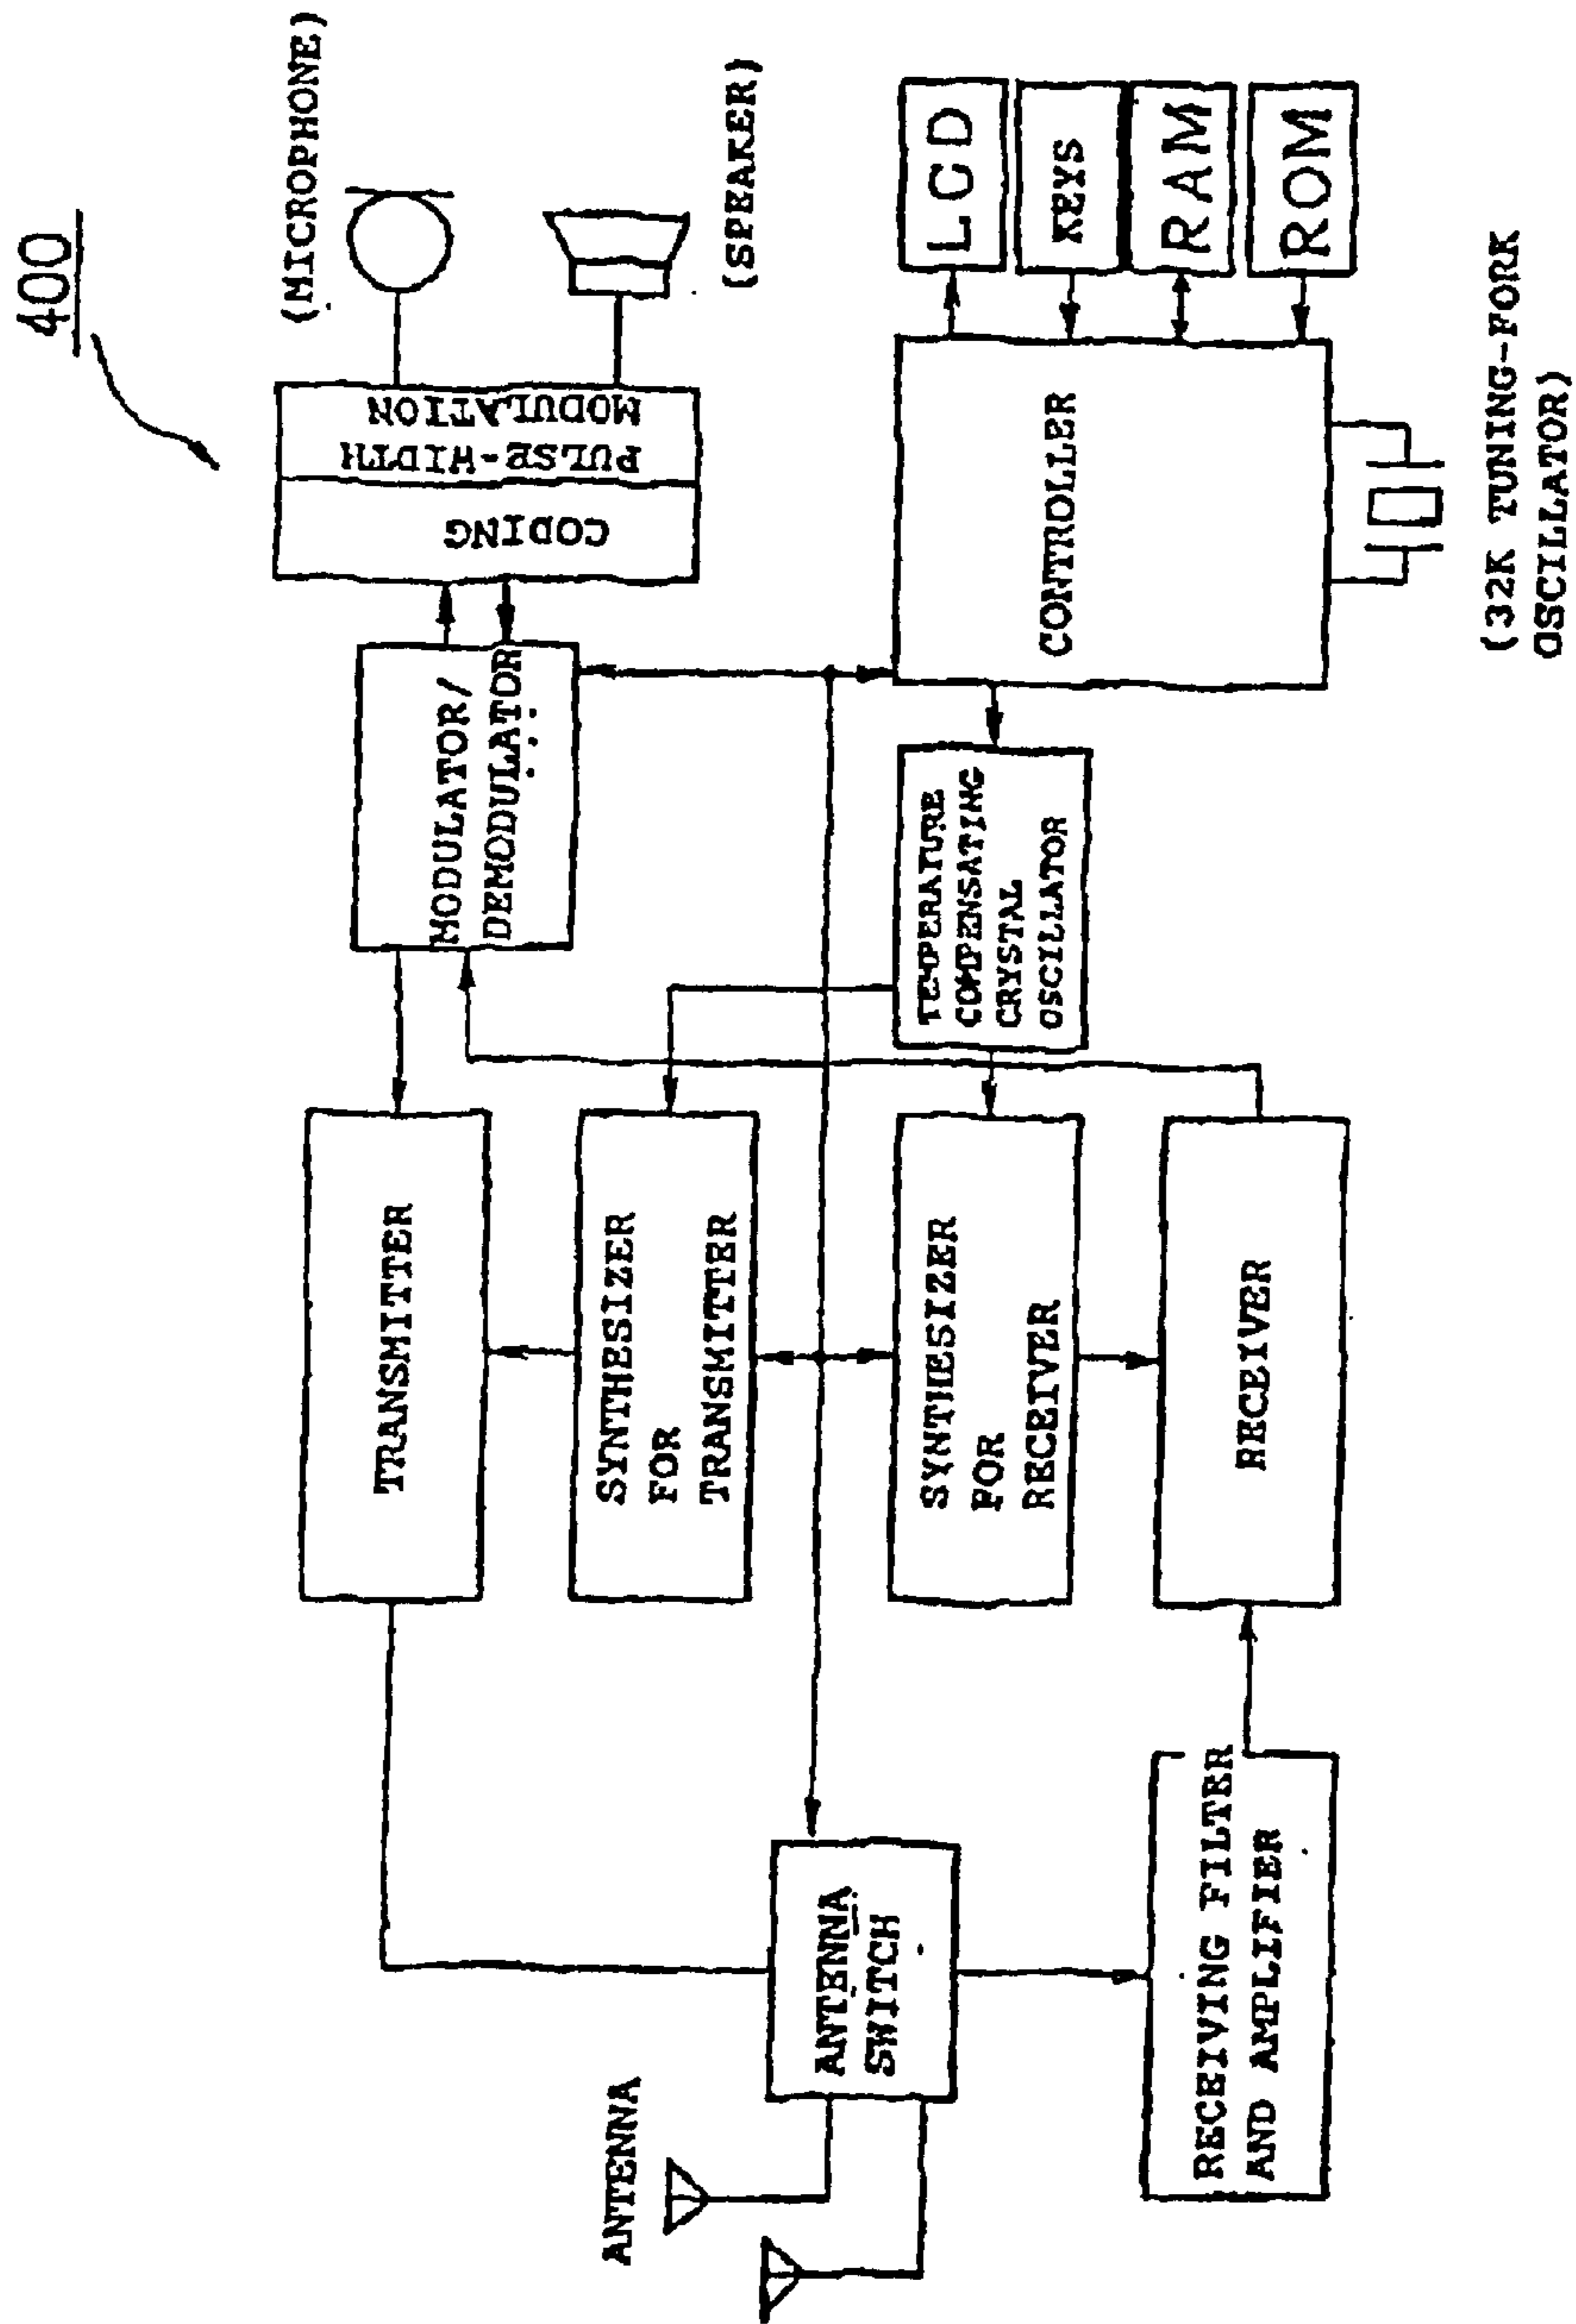 400
(MICROPHONE)
(SPEAKER)
PULSE-WIDTH
MODULATION
CODING
MODULATOR/
DEMODULATOR
TRANSMITTER
SYNTHESIZER
FOR
TRANSMITTER
TEMPERATURE
COMPENSATING
CRYSTAL
OSCILLATOR
CONTROLLER
LCD
KEYS
RAM
ROM
(32K TUNING-FORK
OSCILLATOR)
SYNTHESIZER
FOR
RECEIVER
RECEIVER
ANTENNA
ANTENNA
SWITCH
RECEIVING FILTER
AND AMPLIFIER